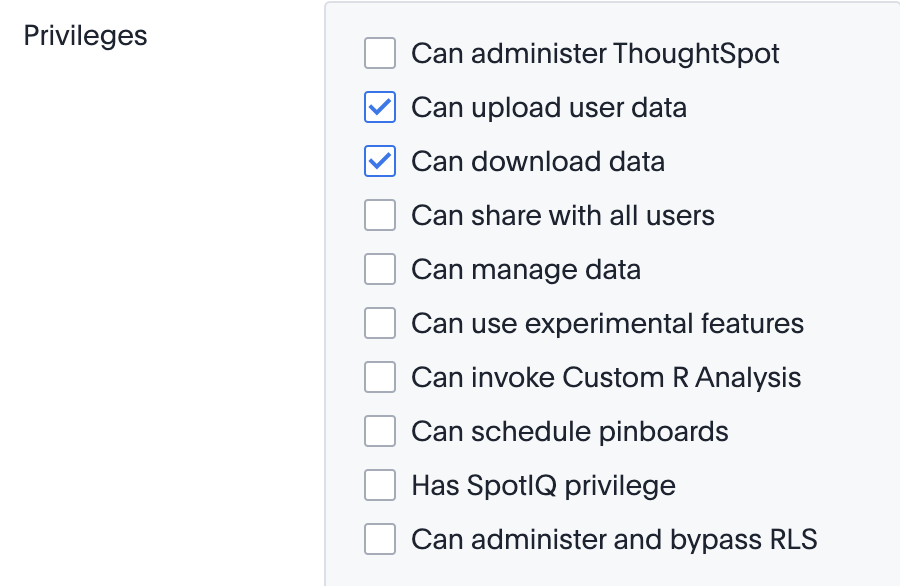 Privileges
Can administer ThoughtSpot
Can upload user data
Can download data
Can share with all users
Can manage data
Can use experimental features
Can invoke Custom R Analysis
Can schedule pinboards
Has SpotIQ privilege
Can administer and bypass RLS